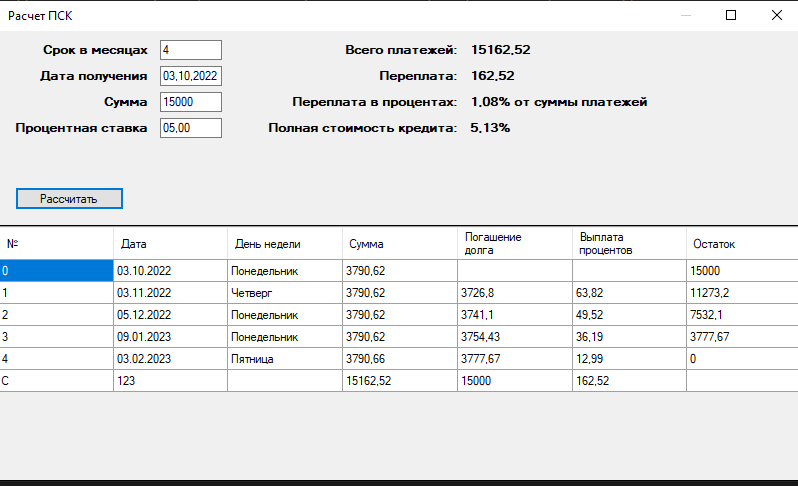 Расчет ПСК
Срок в месяцах 4 Всего платежей: 15162,52
Дата получения 03,10,2022 Переплата: 162,52
Сумма 15000 Переплата в процентах: 1,08% от суммы платежей
Процентная ставка 05,00 Полная стоимость кредита: 5,13%
Рассчитать
№ Дата День недели Сумма Погашение долга Выплата процентов Остаток
0 03.10.2022 Понедельник 3790,62 15000
1 03.11.2022 Четверг 3790,62 3726,8 63,82 11273,2
2 05.12.2022 Понедельник 3790,62 3741,1 49,52 7532,1
3 09.01.2023 Понедельник 3790,62 3754,43 36,19 3777,67
4 03.02.2023 Пятница 3790,66 3777,67 12,99 0
С 123 15162,52 15000 162,52